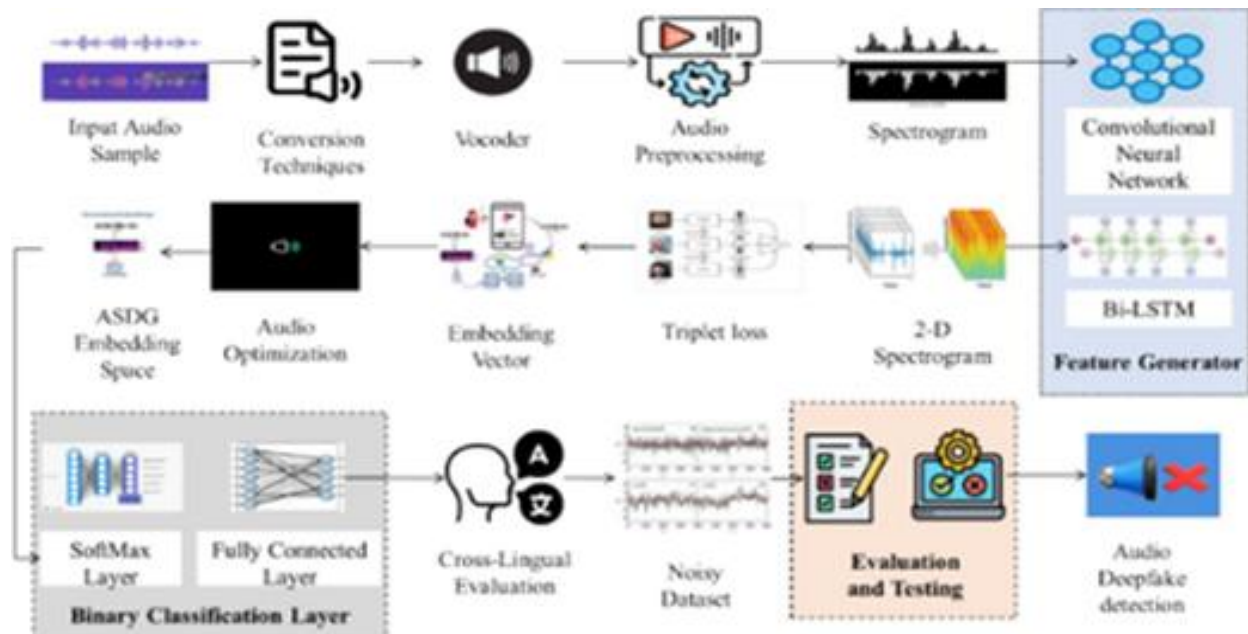 Input Audio
Sample
Conversion
Techniques
Vocoder
Audio
Preprocessing
Spectrogram
Convolutional
Neural
Network
ASDG
Embedding
Space
Audio
Optimization
Embedding
Vector
Triplet loss
2-D
Spectrogram
Bi-LSTM
Feature Generator
SoftMax
Layer
Fully Connected
Layer
Binary Classification Layer
A
文
Cross-Lingual
Evaluation
Noisy
Dataset
Evaluation
and Testing
Audio
Deepfake
detection